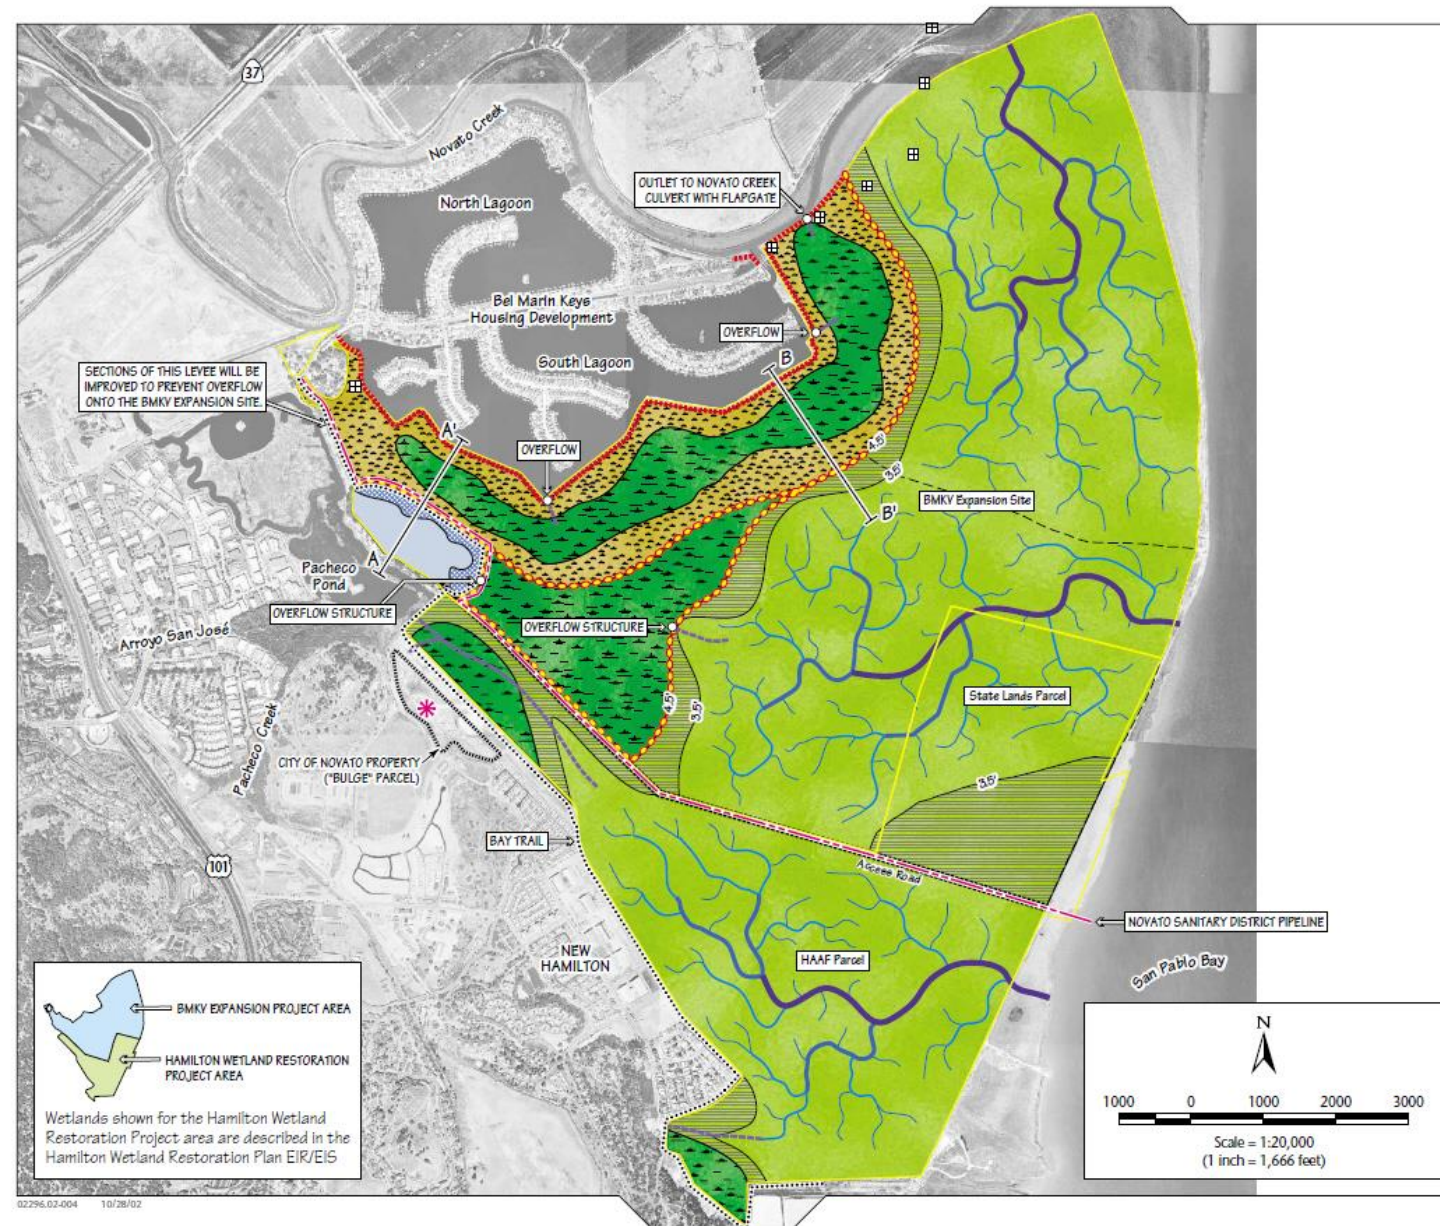 37
Novato Creek
OUTLET TO NOVATO CREEK
CULVERT WITH FLAPGATE
North Lagoon
Bel Marin Keys
Housing Development
OVERFLOW
South Lagoon
B
SECTIONS OF THIS LEVEE WILL BE
IMPROVED TO PREVENT OVERFLOW
ONTO THE BMKV EXPANSION SITE.
A'
OVERFLOW
4.5'
3.5'
BMKV Expansion Site
B'
A
Pacheco
Pond
OVERFLOW STRUCTURE
Arroyo San José
OVERFLOW STRUCTURE
State Lands Parcel
4.5'
3.5'
Pacheco Creek
CITY OF NOVATO PROPERTY
("BULGE" PARCEL)
3.5'
BAY TRAIL
101
Access Road
NOVATO SANITARY DISTRICT PIPELINE
NEW
HAMILTON
HAAF Parcel
San Pablo Bay
BMKV EXPANSION PROJECT AREA
HAMILTON WETLAND RESTORATION
PROJECT AREA
Wetlands shown for the Hamilton Wetland
Restoration Project area are described in the
Hamilton Wetland Restoration Plan EIR/EIS
N
1000 0 1000 2000 3000
Scale = 1:20,000
(1 inch = 1,666 feet)
02296.02-004 10/28/02